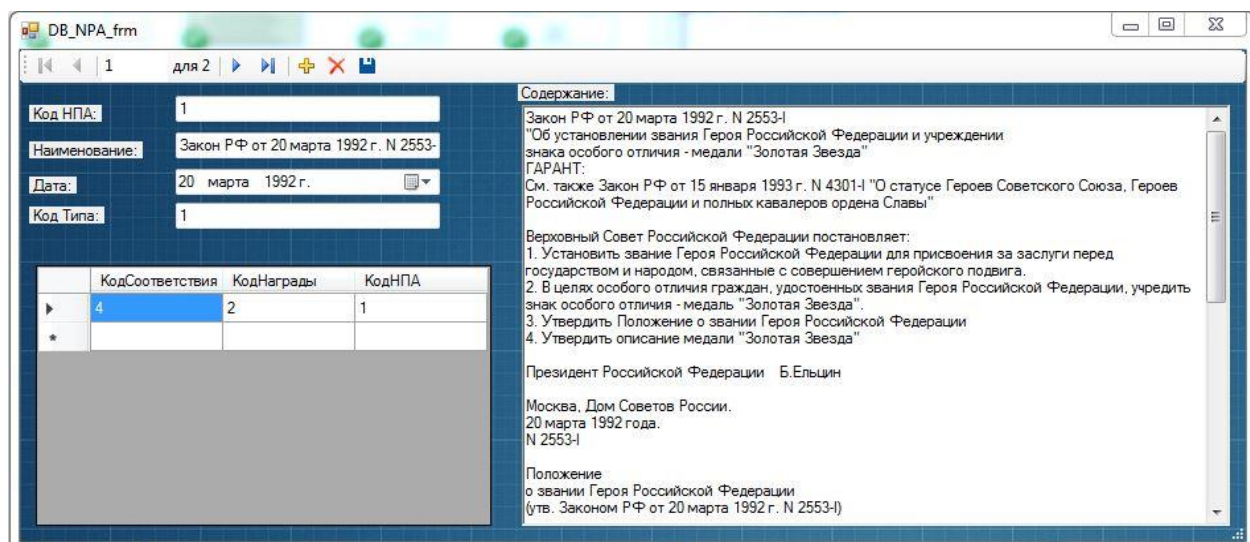 DB_NPA_frm
1 для 2
Код НПА: 1
Наименование: Закон РФ от 20 марта 1992 г. N 2553-
Дата: 20 марта 1992 г.
Код Типа: 1
КодСоответствия КодНаграды КодНПА
4 2 1
Содержание:
Закон РФ от 20 марта 1992 г. N 2553-I
"Об установлении звания Героя Российской Федерации и учреждении
знака особого отличия - медали "Золотая Звезда"
ГАРАНТ:
См. также Закон РФ от 15 января 1993 г. N 4301-I "О статусе Героев Советского Союза, Героев
Российской Федерации и полных кавалеров ордена Славы"
Верховный Совет Российской Федерации постановляет:
1. Установить звание Героя Российской Федерации для присвоения за заслуги перед
государством и народом, связанные с совершением геройского подвига.
2. В целях особого отличия граждан, удостоенных звания Героя Российской Федерации, учредить
знак особого отличия - медаль "Золотая Звезда".
3. Утвердить Положение о звании Героя Российской Федерации
4. Утвердить описание медали "Золотая Звезда"
Президент Российской Федерации Б.Ельцин
Москва, Дом Советов России.
20 марта 1992 года.
N 2553-I
Положение
о звании Героя Российской Федерации
(утв. Законом РФ от 20 марта 1992 г. N 2553-I)